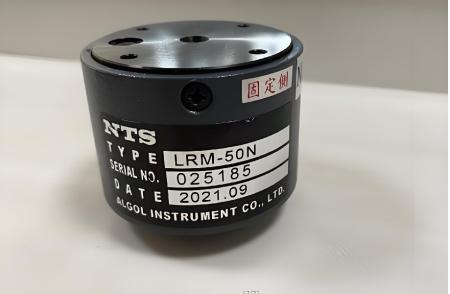 固定側
N
NTS
TYPE LRM-50N
SERIAL NO. 025185
DATE 2021.09
ALGOL INSTRUMENT CO., LTD.